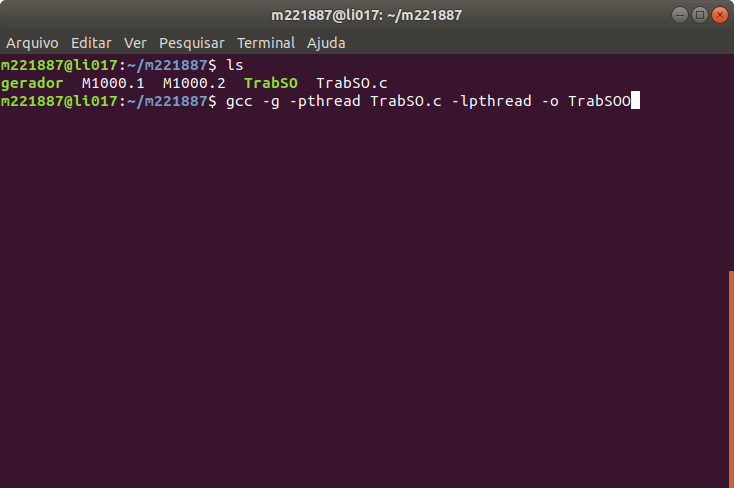 m221887@li017: ~/m221887
Arquivo Editar Ver Pesquisar Terminal Ajuda
m221887@li017:~/m221887$ ls
gerador  M1000.1  M1000.2  TrabSO  TrabSO.c
m221887@li017:~/m221887$ gcc -g -pthread TrabSO.c -lpthread -o TrabSOO